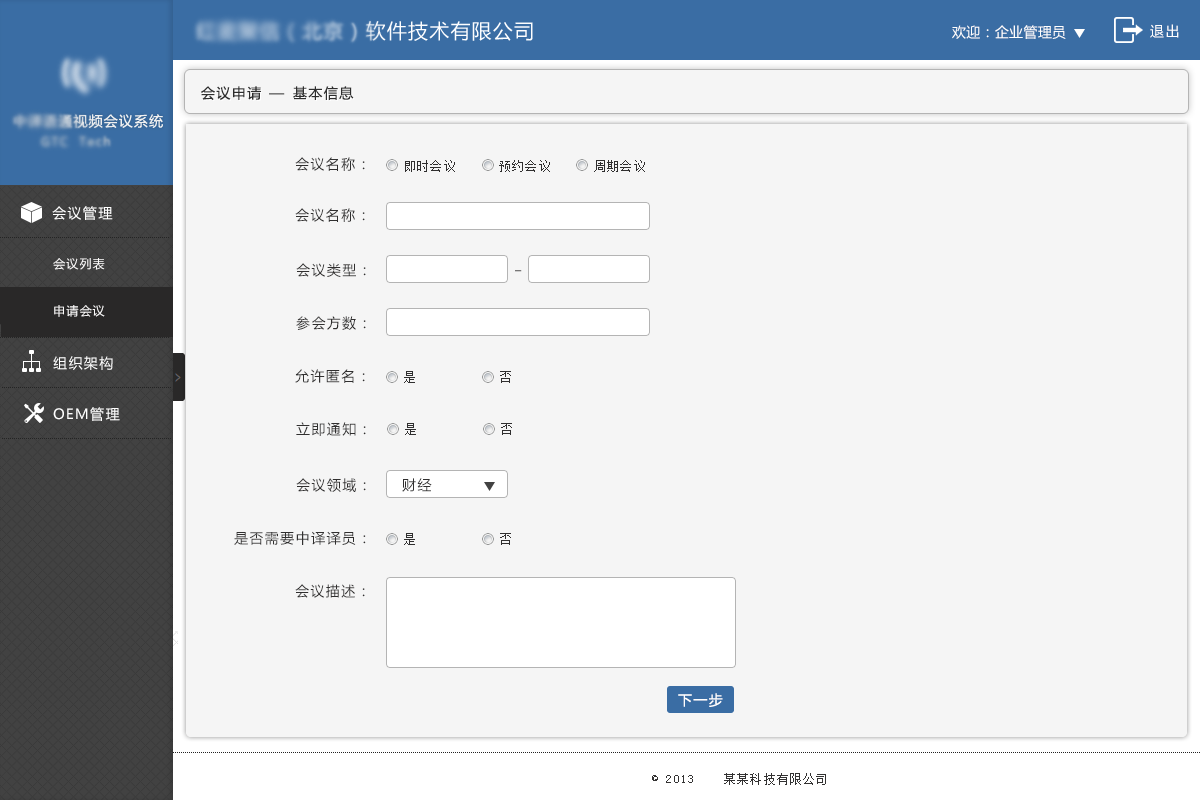 （北京）软件技术有限公司
欢迎：企业管理员 ▼
退出
视频会议系统
GTC Tech
会议管理
会议列表
申请会议
组织架构
OEM管理
会议申请 — 基本信息
会议名称： 即时会议 预约会议 周期会议
会议名称：
会议类型： –
参会方数：
允许匿名： 是 否
立即通知： 是 否
会议领域： 财经 ▼
是否需要中译译员： 是 否
会议描述：
下一步
© 2013 某某科技有限公司